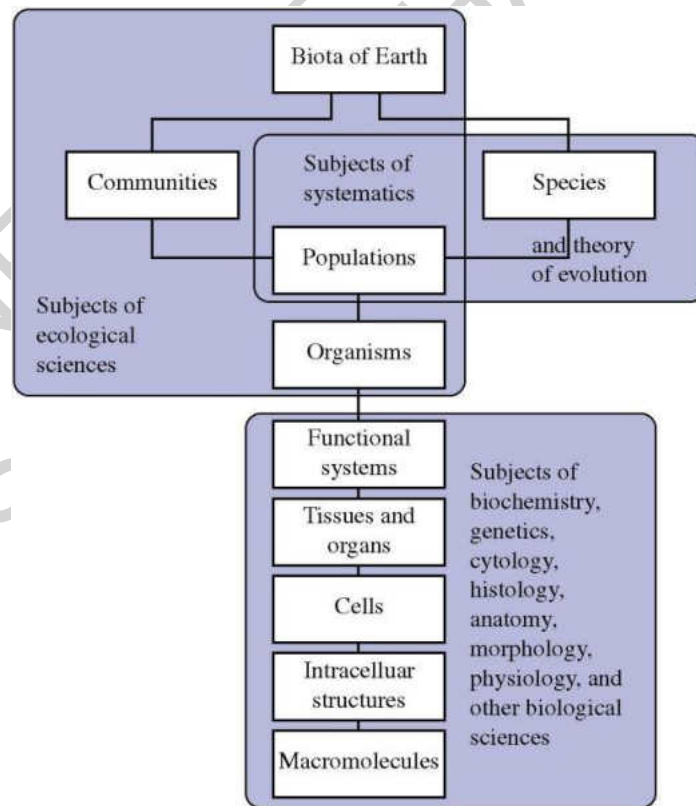 Biota of Earth
Communities
Subjects of
systematics
Species
Populations
and theory
of evolution
Subjects of
ecological
sciences
Organisms
Functional
systems
Tissues and
organs
Cells
Intracelluar
structures
Macromolecules
Subjects of
biochemistry,
genetics,
cytology,
histology,
anatomy,
morphology,
physiology, and
other biological
sciences